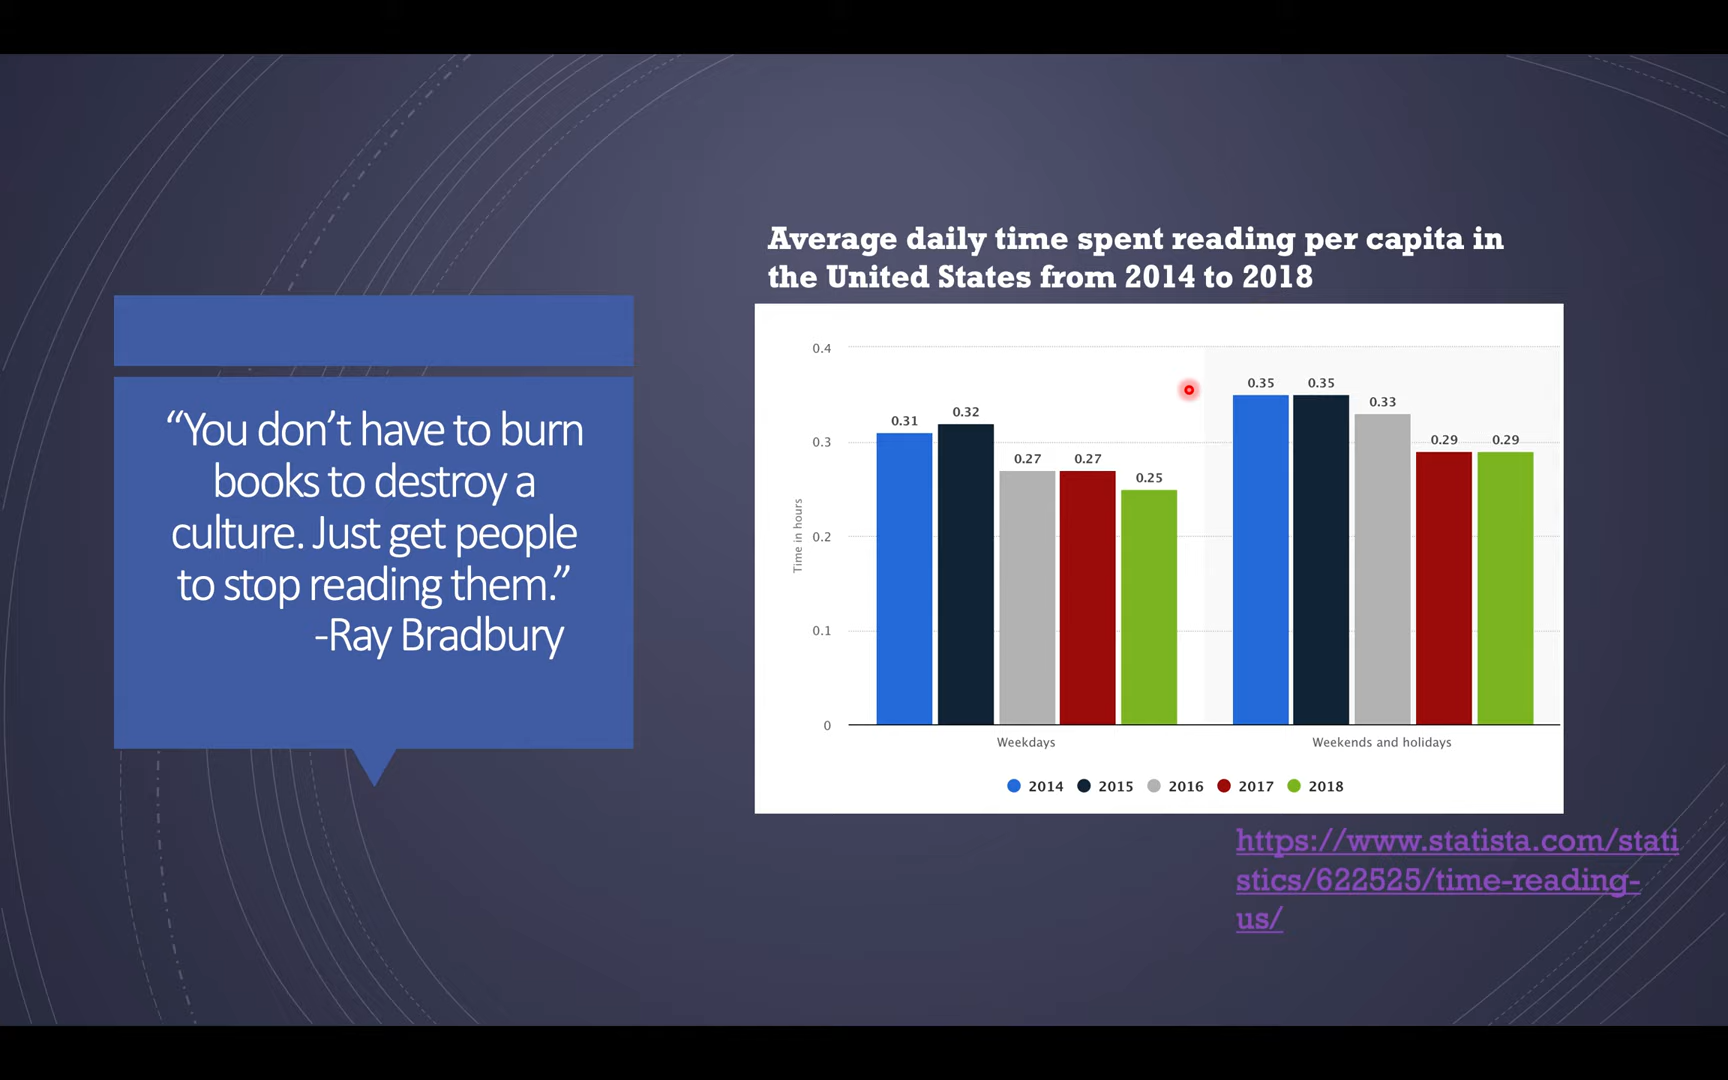 “You don’t have to burn
books to destroy a
culture. Just get people
to stop reading them.”
-Ray Bradbury
Average daily time spent reading per capita in
the United States from 2014 to 2018
0.4
0.3
0.2
0.1
0
Time in hours
0.31
0.32
0.27
0.27
0.25
0.35
0.35
0.33
0.29
0.29
Weekdays
Weekends and holidays
2014 2015 2016 2017 2018
https://www.statista.com/stati
stics/622525/time-reading-
us/